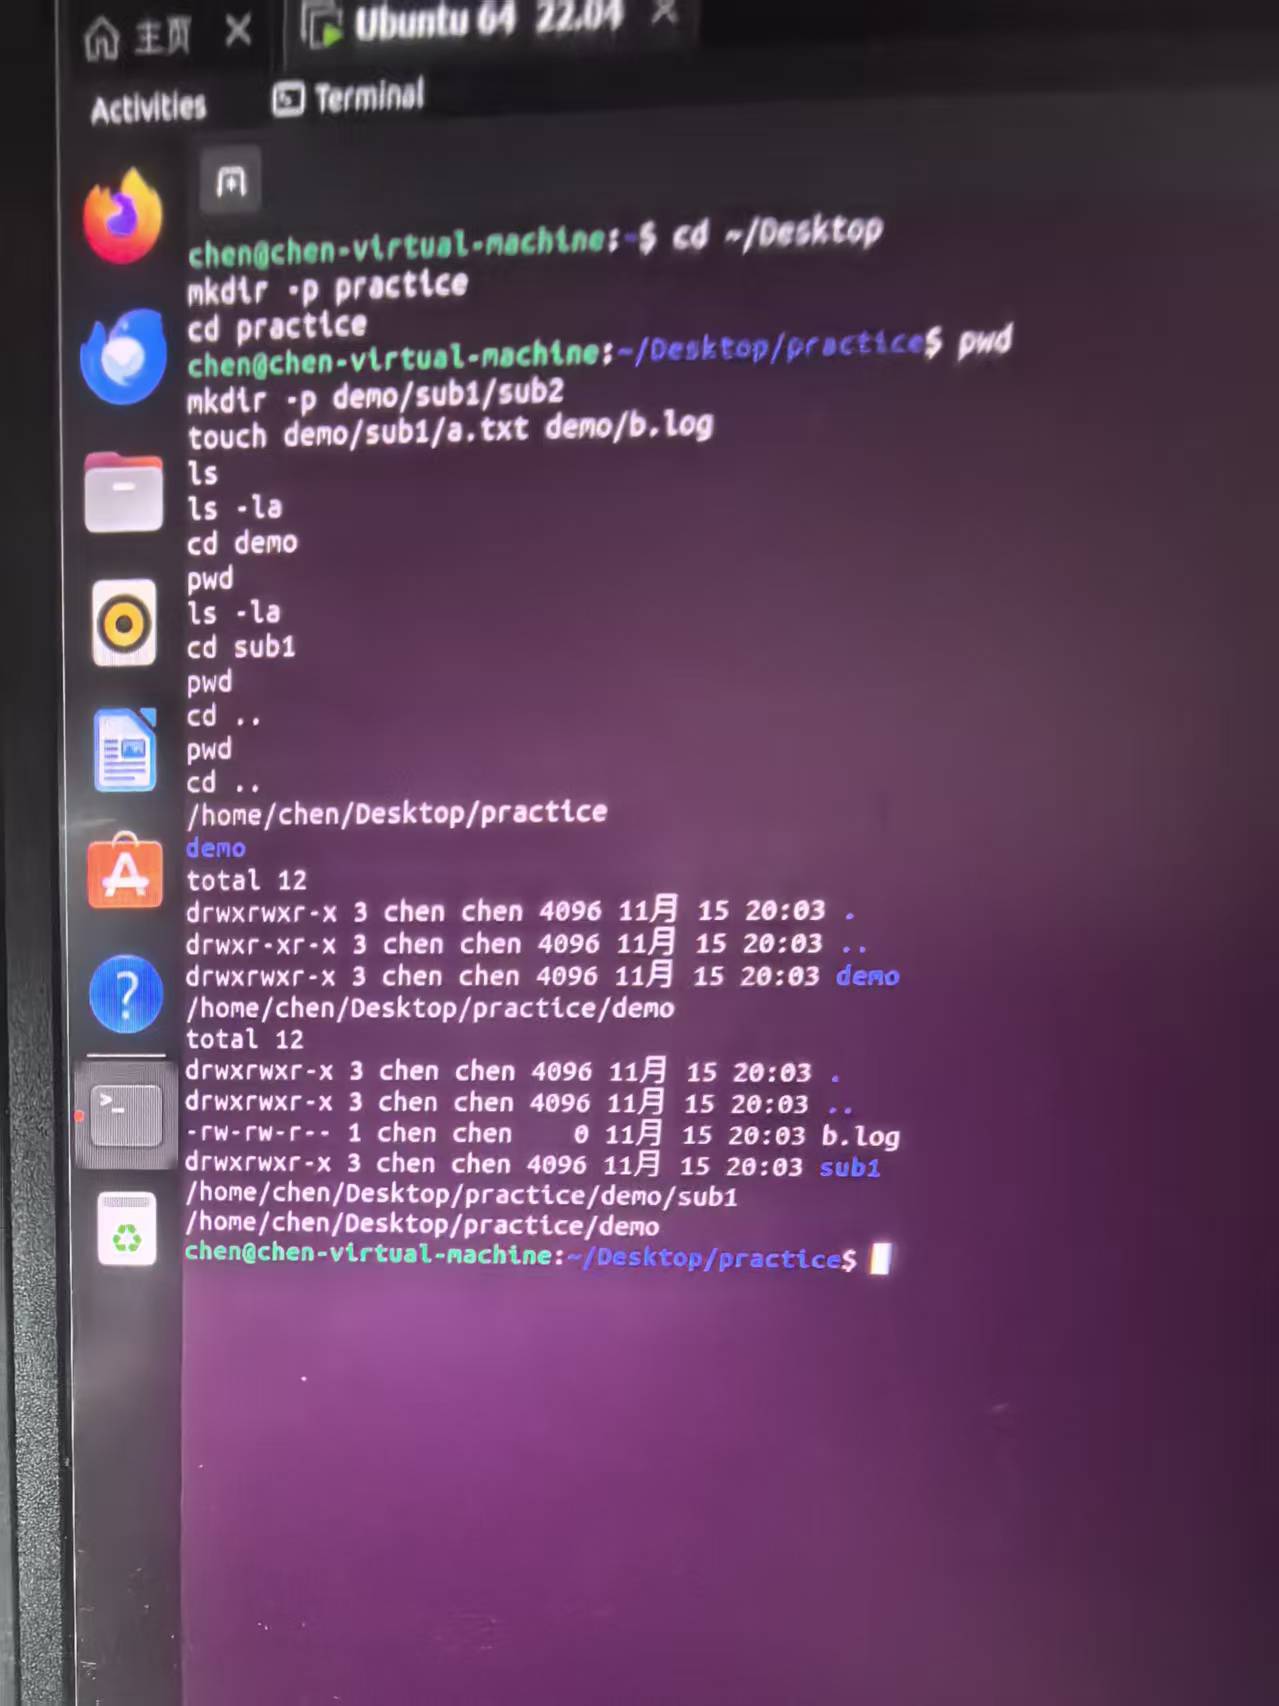 主页 X Ubuntu 64 22.04 X
Activities Terminal
chen@chen-virtual-machine:~$ cd ~/Desktop
mkdir -p practice
cd practice
chen@chen-virtual-machine:~/Desktop/practice$ pwd
mkdir -p demo/sub1/sub2
touch demo/sub1/a.txt demo/b.log
ls
ls -la
cd demo
pwd
ls -la
cd sub1
pwd
cd ..
pwd
cd ..
/home/chen/Desktop/practice
demo
total 12
drwxrwxr-x 3 chen chen 4096 11月 15 20:03 .
drwxr-xr-x 3 chen chen 4096 11月 15 20:03 ..
drwxrwxr-x 3 chen chen 4096 11月 15 20:03 demo
/home/chen/Desktop/practice/demo
total 12
drwxrwxr-x 3 chen chen 4096 11月 15 20:03 .
drwxrwxr-x 3 chen chen 4096 11月 15 20:03 ..
-rw-rw-r-- 1 chen chen    0 11月 15 20:03 b.log
drwxrwxr-x 3 chen chen 4096 11月 15 20:03 sub1
/home/chen/Desktop/practice/demo/sub1
/home/chen/Desktop/practice/demo
chen@chen-virtual-machine:~/Desktop/practice$